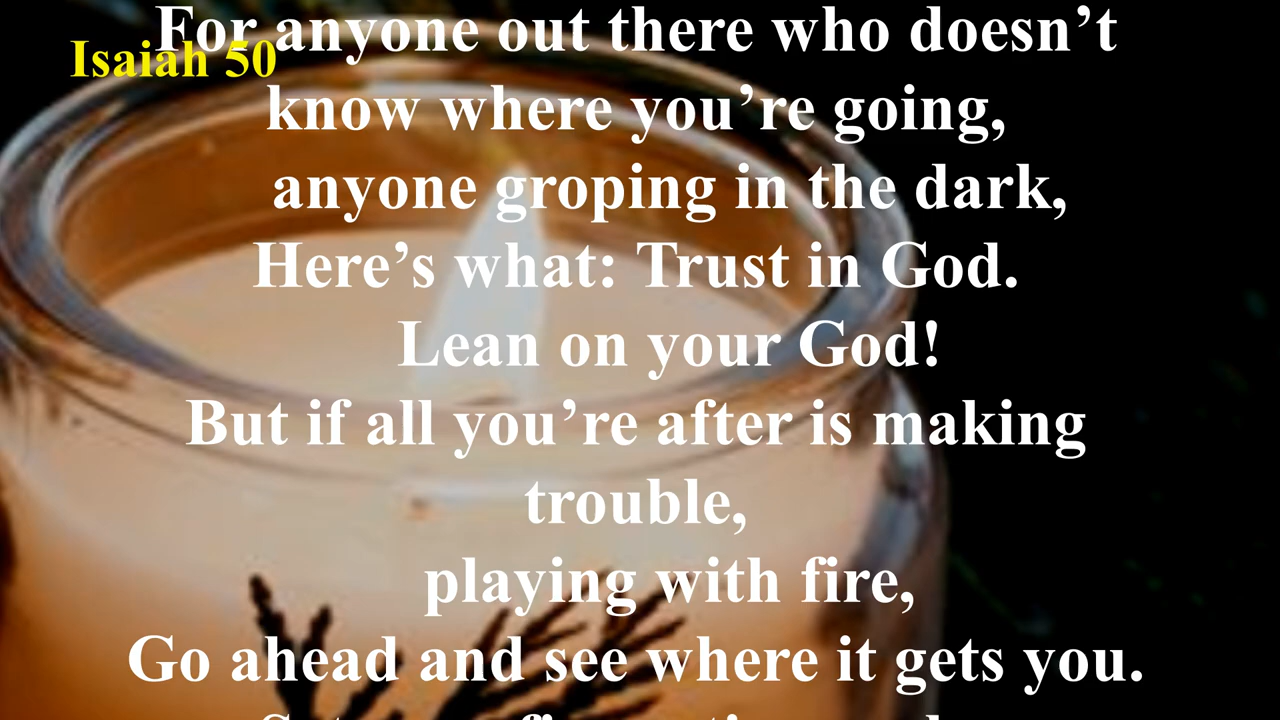 Isaiah 50
For anyone out there who doesn’t
know where you’re going,
anyone groping in the dark,
Here’s what: Trust in God.
Lean on your God!
But if all you’re after is making
trouble,
playing with fire,
Go ahead and see where it gets you.